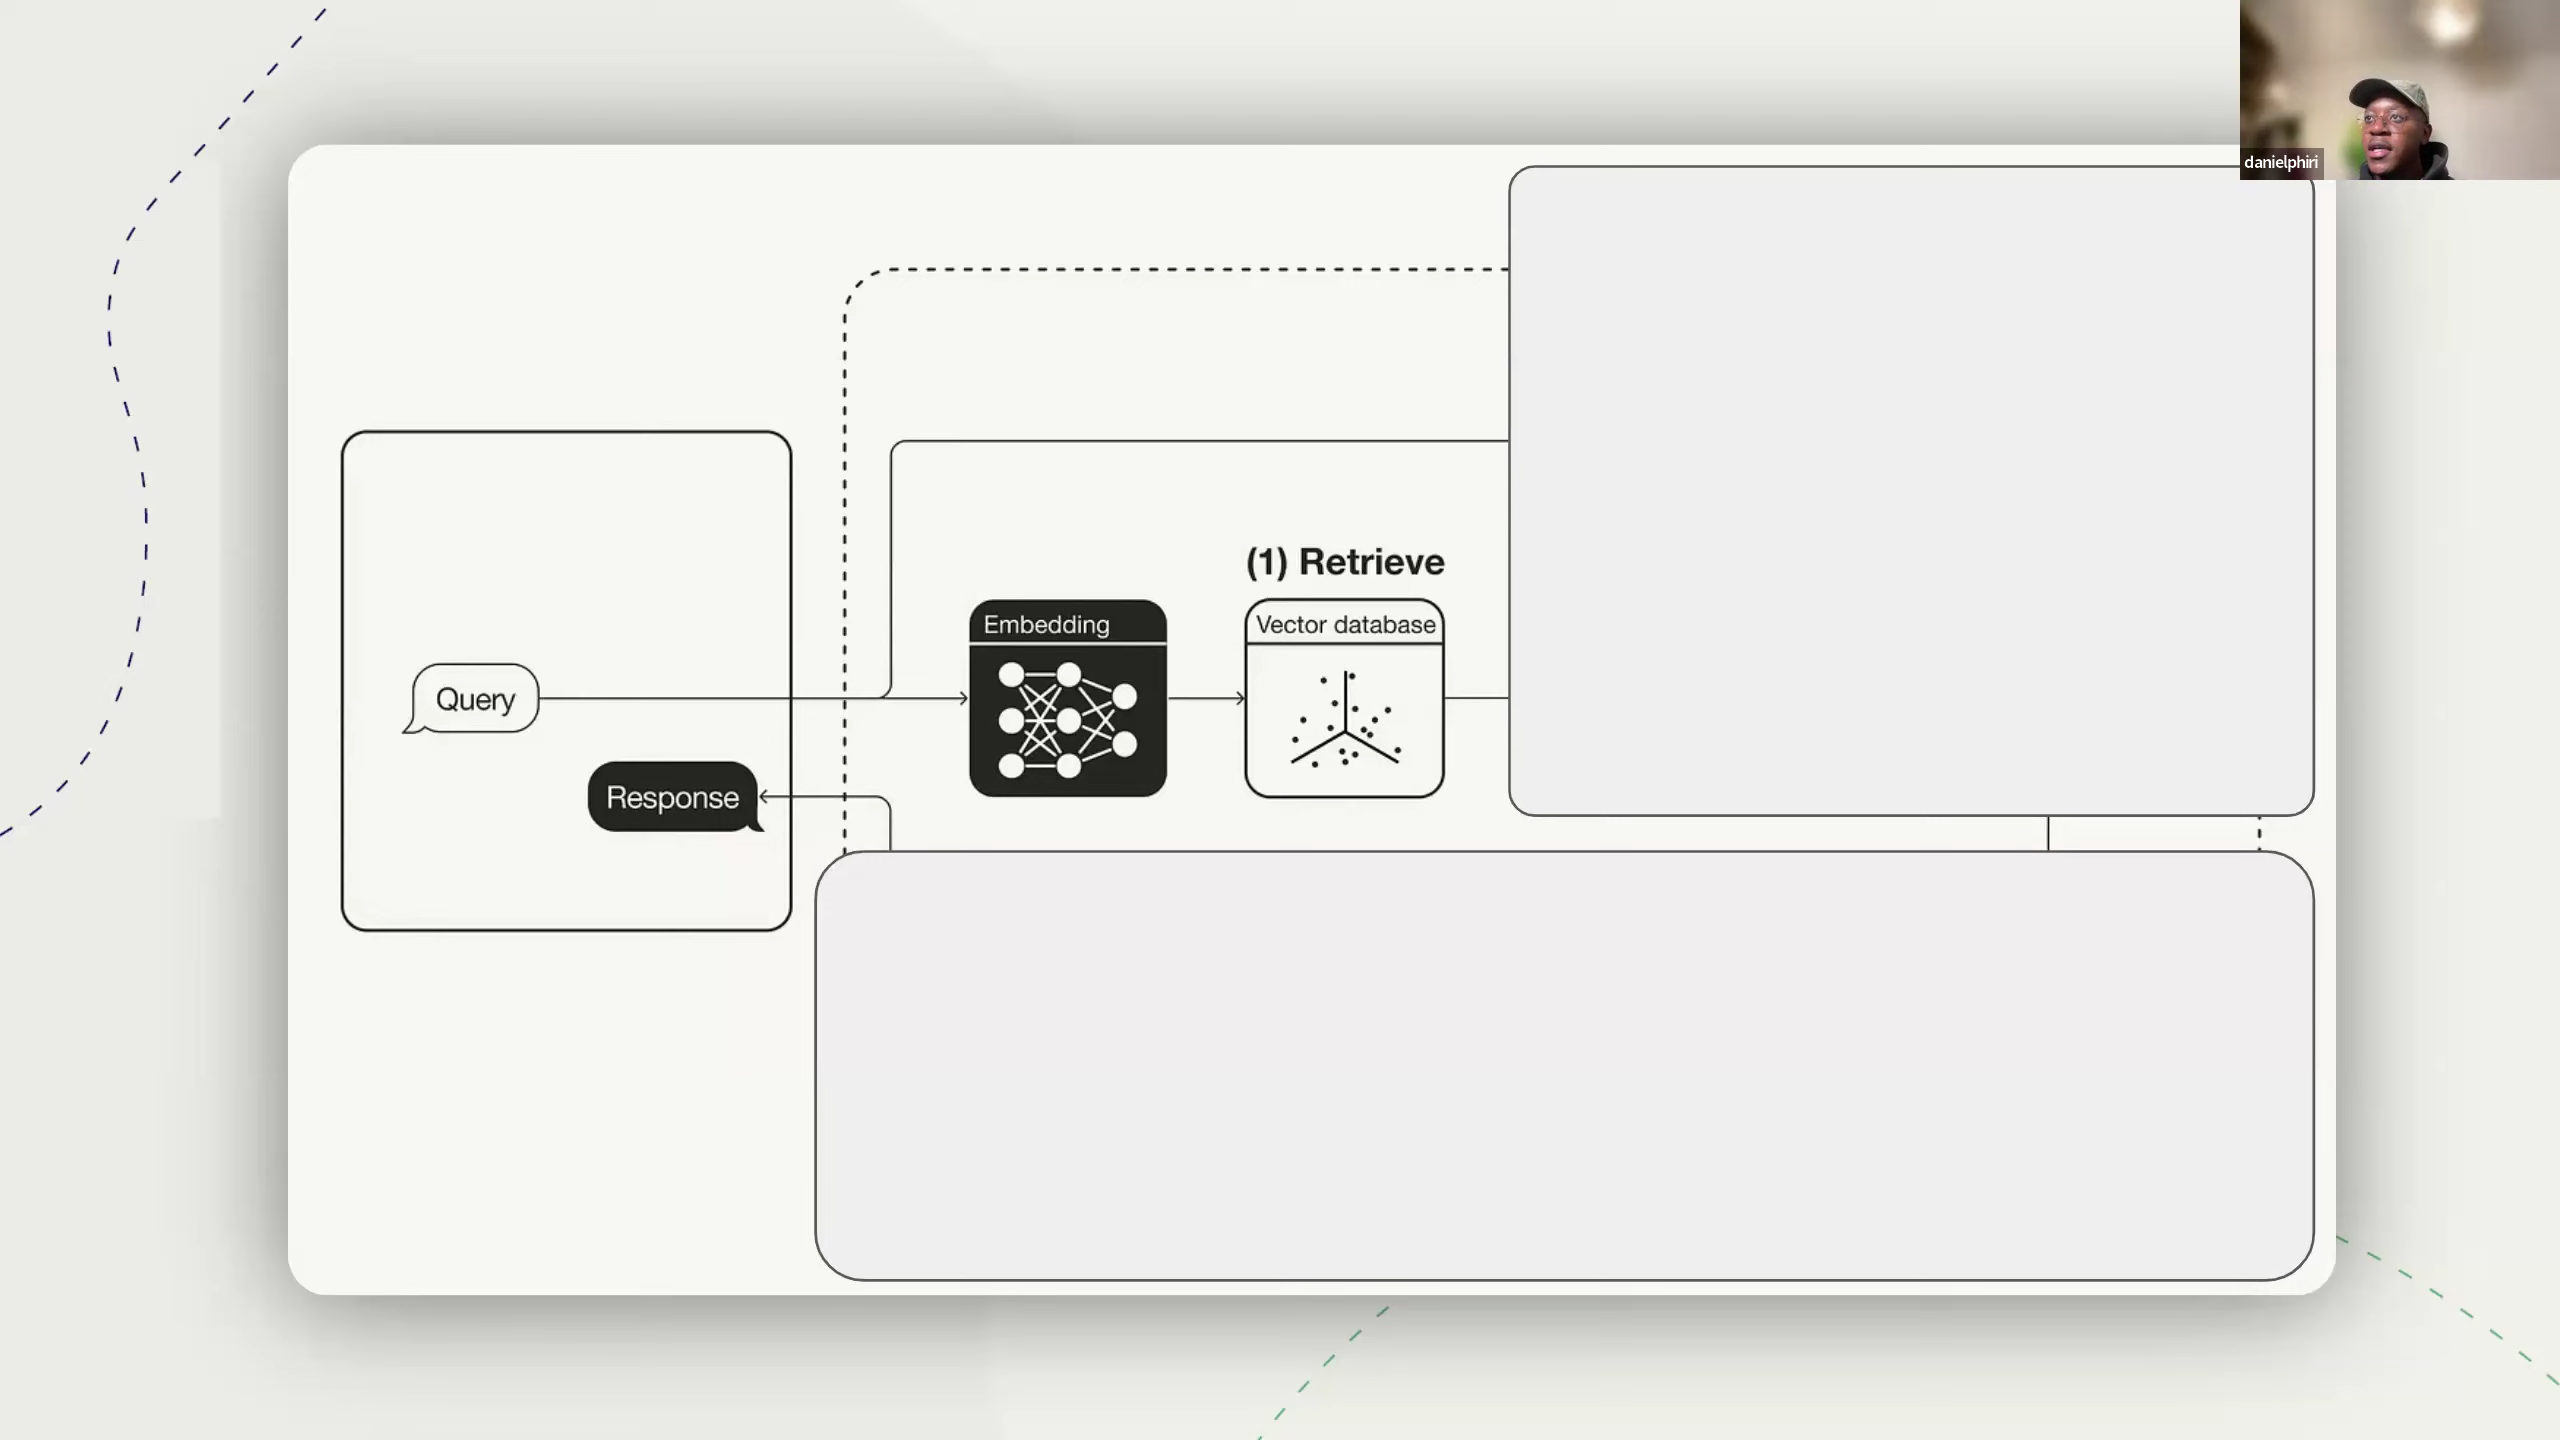 danielphiri
(1) Retrieve
Embedding
Vector database
Query
Response